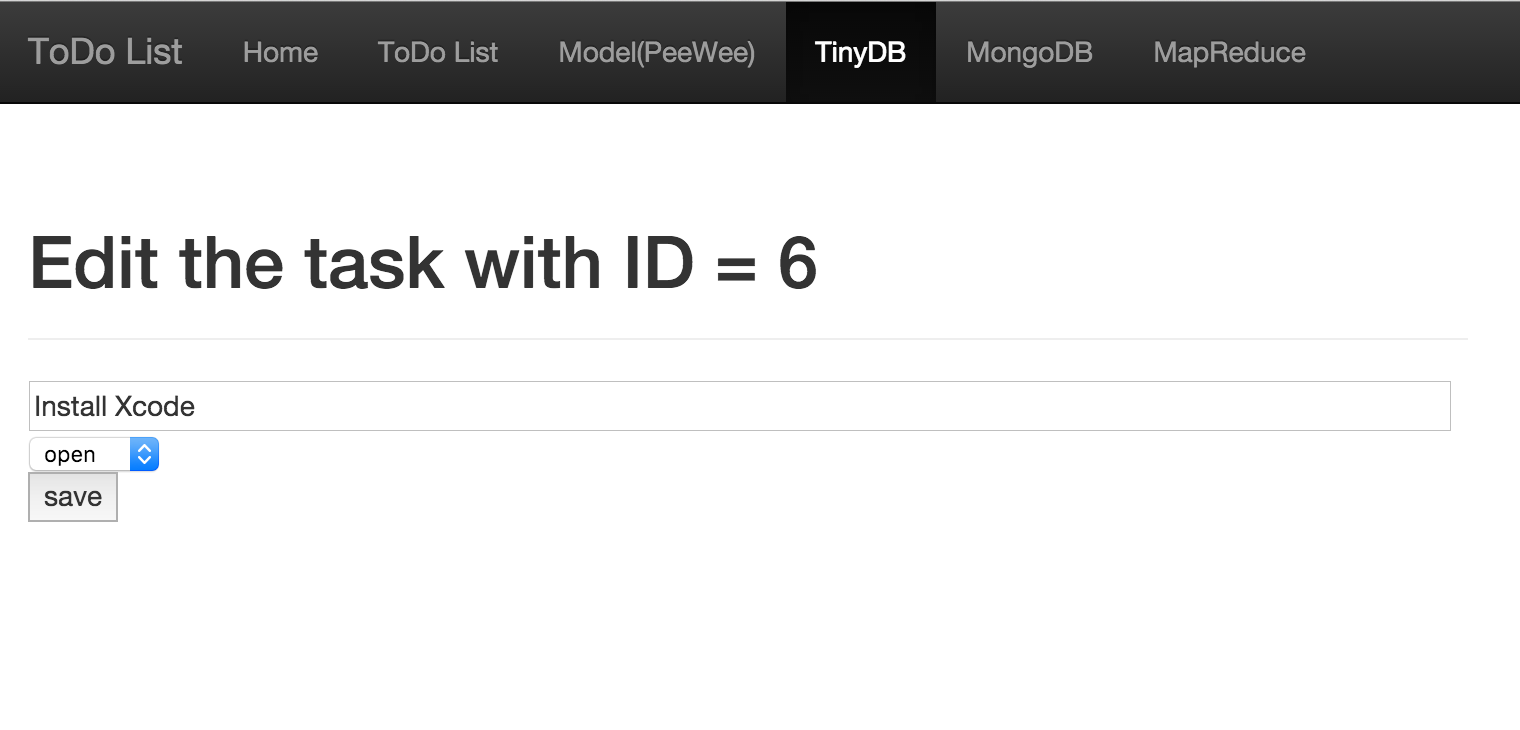 ToDo List Home ToDo List Model(PeeWee) TinyDB MongoDB MapReduce
Edit the task with ID = 6
Install Xcode
open
save